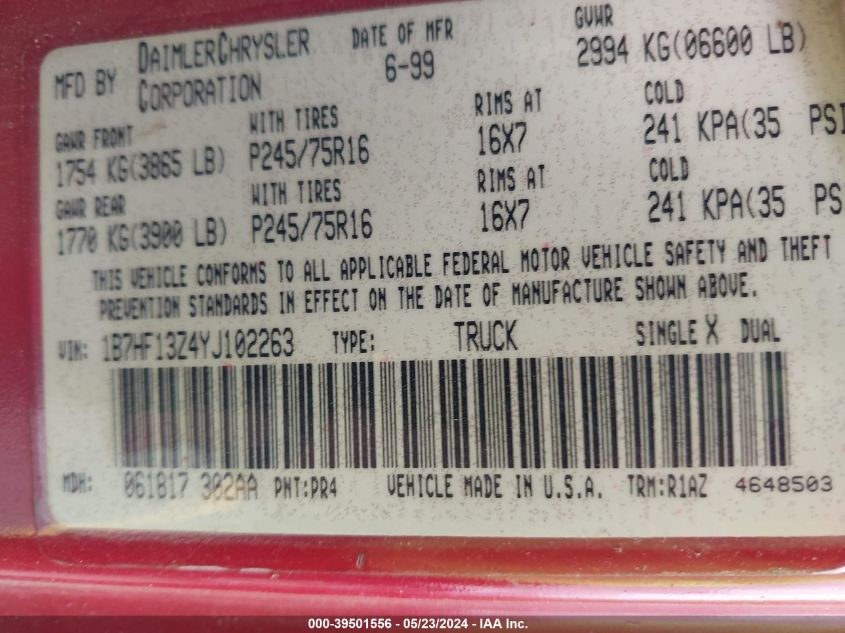 MFD BY DAIMLERCHRYSLER CORPORATION DATE OF MFR 6-99 GVWR 2994 KG(06600 LB)
GAWR FRONT WITH TIRES RIMS AT COLD
1754 KG(3865 LB) P245/75R16 16X7 241 KPA(35 PSI
GAWR REAR WITH TIRES RIMS AT COLD
1770 KG(3900 LB) P245/75R16 16X7 241 KPA(35 PS
THIS VEHICLE CONFORMS TO ALL APPLICABLE FEDERAL MOTOR VEHICLE SAFETY AND THEFT
PREVENTION STANDARDS IN EFFECT ON THE DATE OF MANUFACTURE SHOWN ABOVE.
VIN: 1B7HF13Z4YJ102263 TYPE: TRUCK SINGLE X DUAL
MDH: 061817 302AA PNT:PR4 VEHICLE MADE IN U.S.A. TRM:R1AZ 4648503
000-39501556 - 05/23/2024 - IAA Inc.